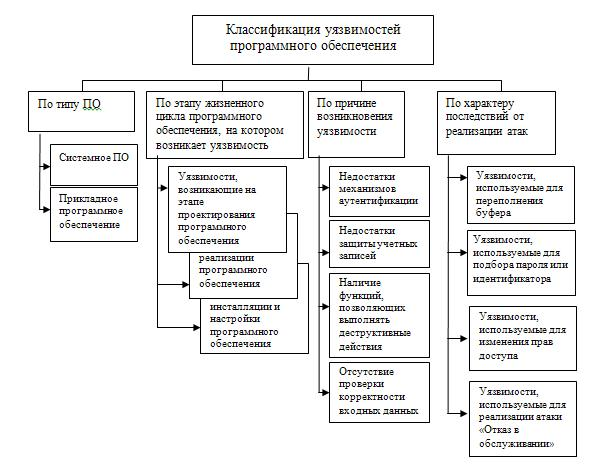 Классификация уязвимостей
программного обеспечения
По типу ПО
Системное ПО
Прикладное
программное
обеспечение
По этапу жизненного
цикла программного
обеспечения, на котором
возникает уязвимость
Уязвимости,
возникающие на
этапе
проектирования
программного
обеспечения
реализации
программного
обеспечения
инсталляции и
настройки
программного
обеспечения
По причине
возникновения
уязвимости
Недостатки
механизмов
аутентификации
Недостатки
защиты учетных
записей
Наличие
функций,
позволяющих
выполнять
деструктивные
действия
Отсутствие
проверки
корректности
входных данных
По характеру
последствий от
реализации атак
Уязвимости,
используемые для
переполнения
буфера
Уязвимости,
используемые для
подбора пароля или
идентификатора
Уязвимости,
используемые для
изменения прав
доступа
Уязвимости,
используемые для
реализации атаки
«Отказ в
обслуживании»